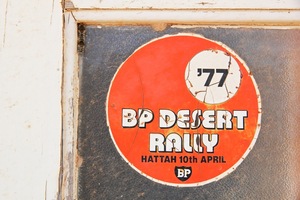 '77
BP DESERT
RALLY
HATTAH 10th APRIL
BP